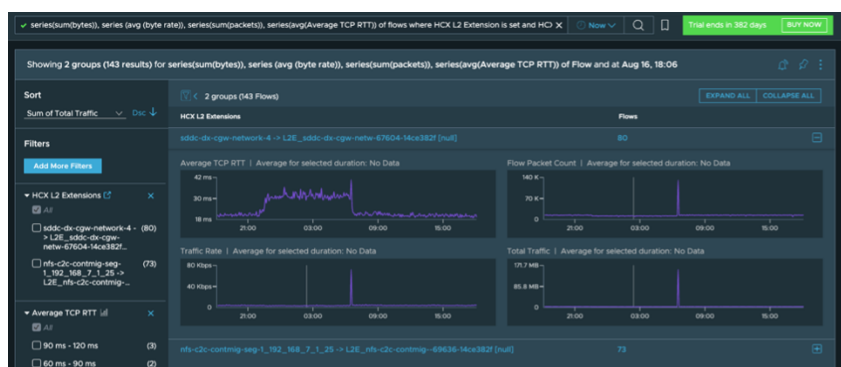 series(sum(bytes)), series (avg (byte rate)), series(sum(packets)), series(avg(Average TCP RTT)) of flows where HCX L2 Extension is set and HCX
Now
Trial ends in 382 days
BUY NOW
Showing 2 groups (143 results) for series(sum(bytes)), series (avg (byte rate)), series(sum(packets)), series(avg(Average TCP RTT)) of Flow and at Aug 16, 18:06
Sort
Sum of Total Traffic
Dsc
Filters
Add More Filters
HCX L2 Extensions
All
sddc-dx-cgw-network-4 - (80)
> L2E_sddc-dx-cgw-
netw-67604-14ce382f...
nfs-c2c-contmig-seg- (73)
1_192_168_7_1_25 ->
L2E_nfs-c2c-contmig-...
Average TCP RTT
All
90 ms - 120 ms (3)
60 ms - 90 ms (2)
2 groups (143 Flows)
EXPAND ALL
COLLAPSE ALL
HCX L2 Extensions
Flows
sddc-dx-cgw-network-4 -> L2E_sddc-dx-cgw-netw-67604-14ce382f [null]
80
Average TCP RTT | Average for selected duration: No Data
42 ms
30 ms
18 ms
21:00 03:00 09:00 15:00
Flow Packet Count | Average for selected duration: No Data
140 K
70 K
0
21:00 03:00 09:00 15:00
Traffic Rate | Average for selected duration: No Data
80 Kbps
40 Kbps
0
21:00 03:00 09:00 15:00
Total Traffic | Average for selected duration: No Data
171.7 MB
85.8 MB
0
21:00 03:00 09:00 15:00
nfs-c2c-contmig-seg-1_192_168_7_1_25 -> L2E_nfs-c2c-contmig--69636-14ce382f [null]
73